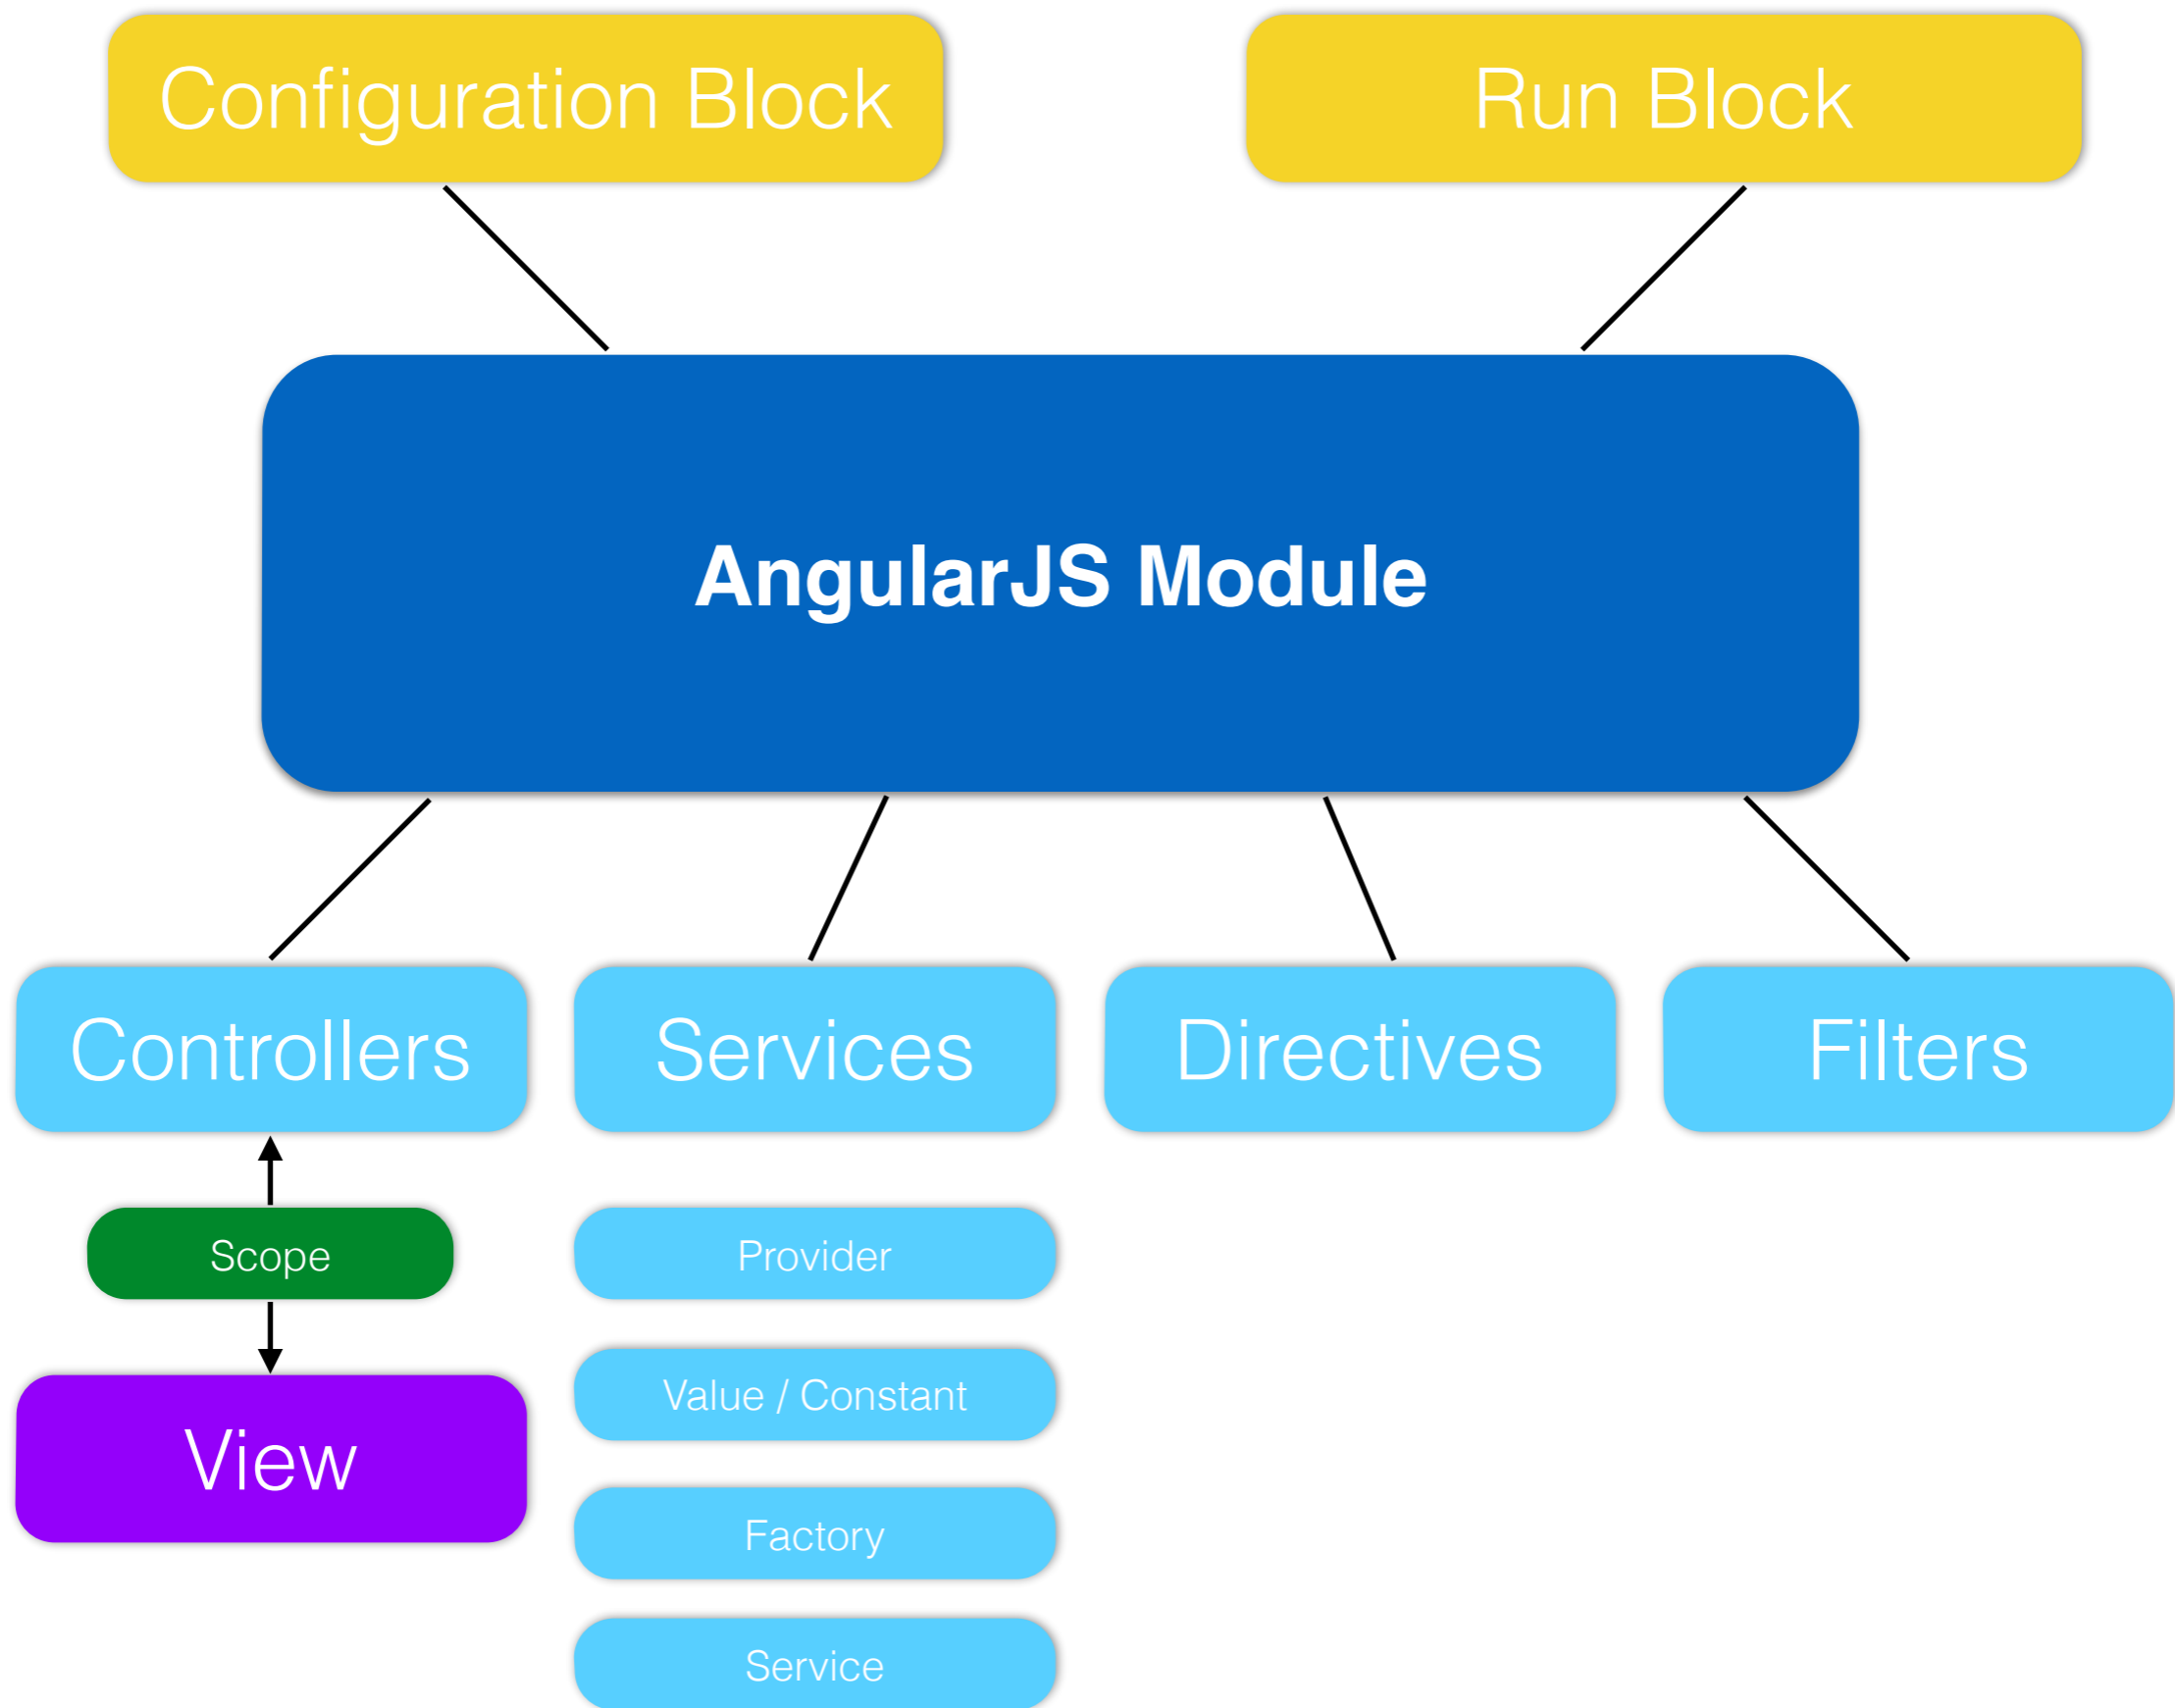 Configuration Block
Run Block
AngularJS Module
Controllers
Services
Directives
Filters
Scope
Provider
Value / Constant
View
Factory
Service